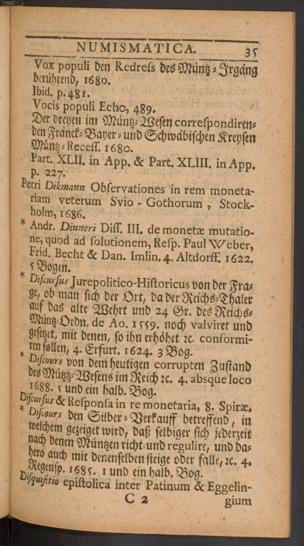 NUMISMATICA. 35
Vox populi den Redress des Müntz-Irgäng
berührend, 1680.
Ibid. p. 481.
Vocis populi Echo, 489.
Der dreyen im Müntz-Wesen correspondiren-
den Fränck-Bayer- und Schwäbischen Kreysen
Müntz-Recess. 1680.
Part. XLII. in App. & Part. XLIII. in App.
p. 227.
Petri Dikmann Observationes in rem moneta-
riam veterum Svio-Gothorum, Stock-
holm, 1686.
* Andr. Dinneri Diss. III. de monetæ mutatio-
ne, quod ad solutionem, Resp. Paul Weber,
Frid. Becht & Dan. Imlin. 4. Altdorff. 1622.
5 Bogen.
* Discursus Jurepolitico-Historicus von der Fra-
ge, ob man sich der Ort, da der Reichs-Thaler
auf das alte Wehrt und 24 Gr. des Reichs-
Müntz-Ordn. de Ao. 1559. noch valviret und
gesetzet, mit denen, so ihn erhöhet ꝛc. conformi-
ren sollen, 4. Erfurt. 1624. 3 Bog.
* Discours von dem heutigen corrupten Zustand
des Müntz-Wesens im Reich ꝛc. 4. absque loco
1688. 1 und ein halb. Bog.
Discursus & Responsa in re monetaria, 8. Spiræ.
* Discours den Silber-Verkauff betreffend, in
welchem gezeiget wird, daß selbiger sich jederzeit
nach denen Müntzen richt und regulire, und da-
hero auch mit denenselben steige oder falle, ꝛc. 4.
Regensp. 1685. 1 und ein halb. Bog.
Disquisitio epistolica inter Patinum & Eggelin-
C 2 gium